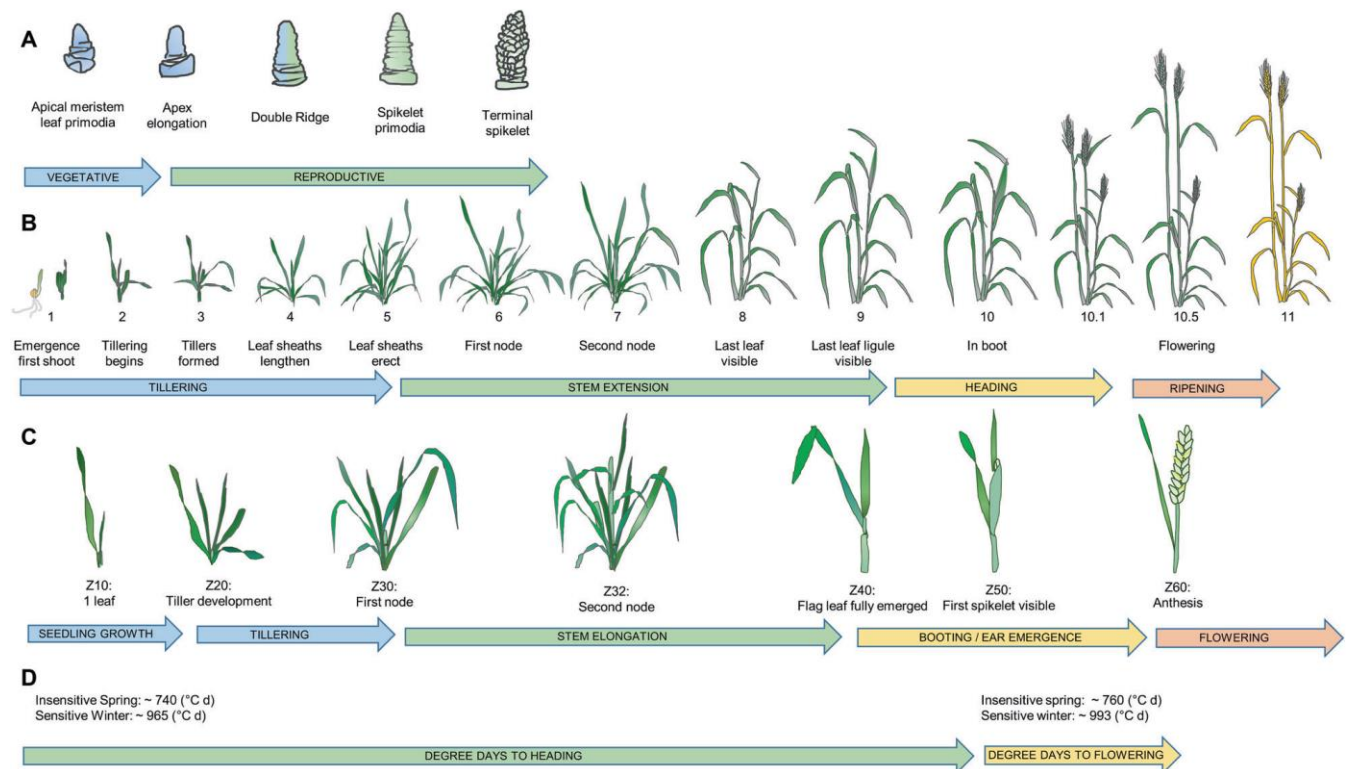 A
Apical meristem
leaf primodia
Apex
elongation
Double Ridge
Spikelet
primodia
Terminal
spikelet
VEGETATIVE
REPRODUCTIVE
B
1
2
3
4
5
6
7
8
9
10
10.1
10.5
11
Emergence
first shoot
Tillering
begins
Tillers
formed
Leaf sheaths
lengthen
Leaf sheaths
erect
First node
Second node
Last leaf
visible
Last leaf ligule
visible
In boot
Flowering
TILLERING
STEM EXTENSION
HEADING
RIPENING
C
Z10:
1 leaf
Z20:
Tiller development
Z30:
First node
Z32:
Second node
Z40:
Flag leaf fully emerged
Z50:
First spikelet visible
Z60:
Anthesis
SEEDLING GROWTH
TILLERING
STEM ELONGATION
BOOTING / EAR EMERGENCE
FLOWERING
D
Insensitive Spring: ~ 740 (°C d)
Sensitive Winter: ~ 965 (°C d)
Insensitive spring: ~ 760 (°C d)
Sensitive winter: ~ 993 (°C d)
DEGREE DAYS TO HEADING
DEGREE DAYS TO FLOWERING